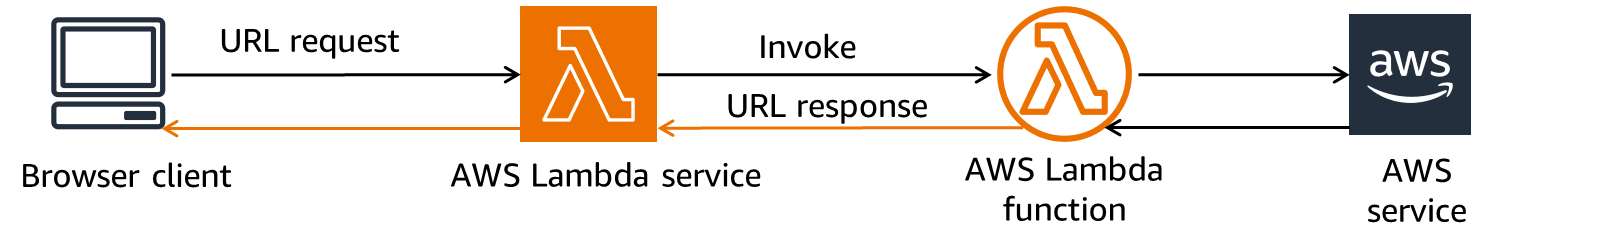 URL request
Invoke
URL response
aws
Browser client
AWS Lambda service
AWS Lambda
function
AWS
service